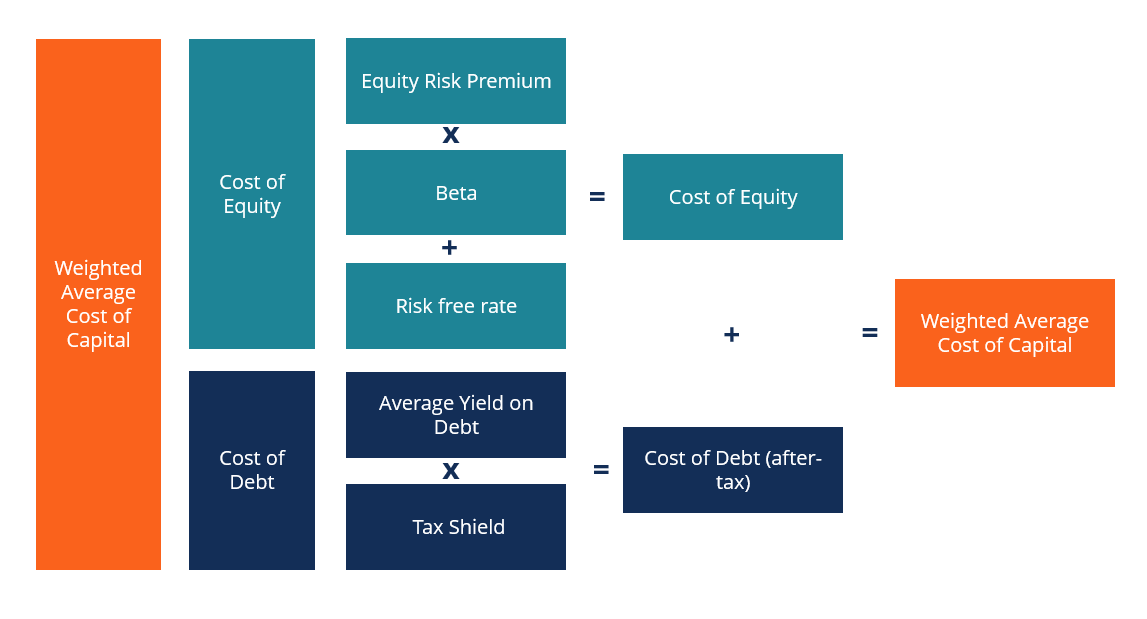 Weighted
Average
Cost of
Capital
Cost of
Equity
Equity Risk Premium
x
Beta
+
Risk free rate
=
Cost of Equity
Cost of
Debt
Average Yield on
Debt
x
Tax Shield
=
Cost of Debt (after-
tax)
+
=
Weighted Average
Cost of Capital